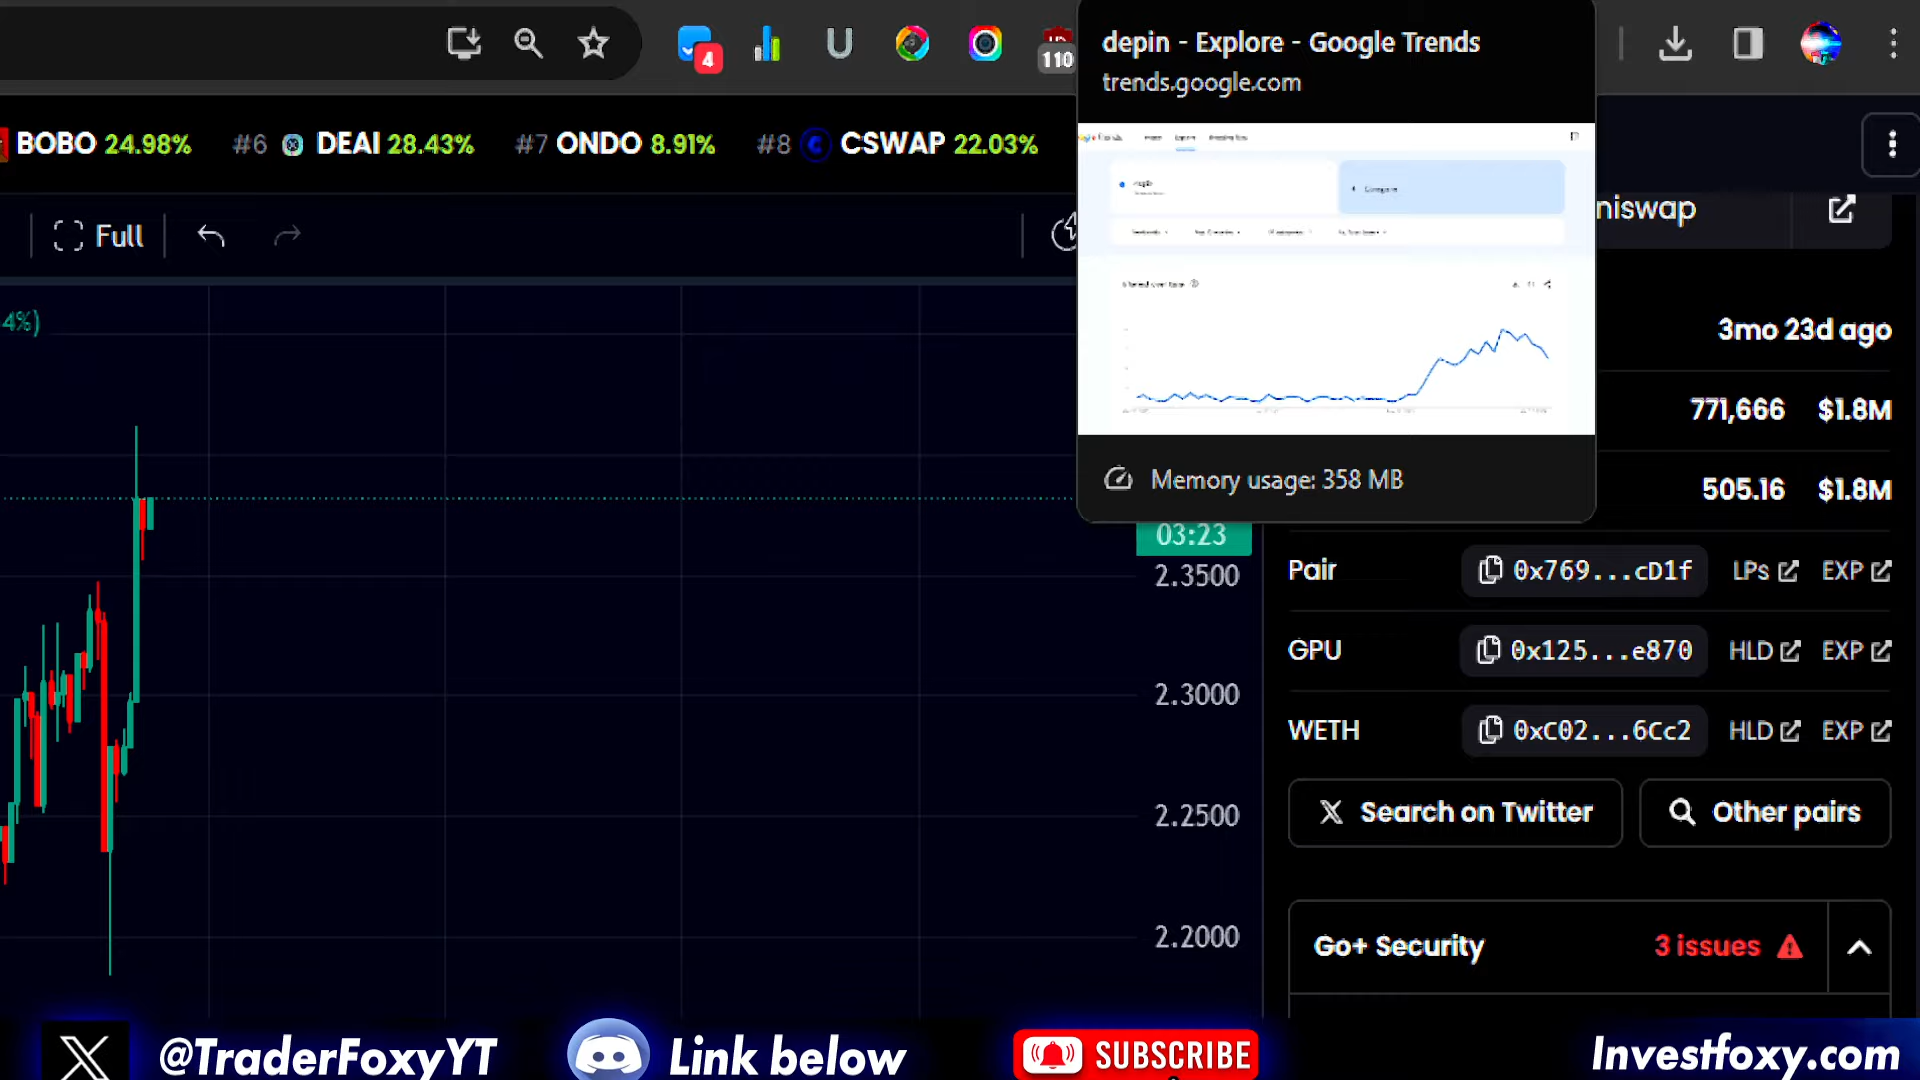 4
110
depin - Explore - Google Trends
trends.google.com
BOBO 24.98% #6 DEAI 28.43% #7 ONDO 8.91% #8 CSWAP 22.03%
Full
niswap
4%)
3mo 23d ago
771,666 $1.8M
Memory usage: 358 MB
505.16 $1.8M
03:23
2.3500
Pair 0x769...cD1f LPs EXP
GPU 0x125...e870 HLD EXP
2.3000
WETH 0xC02...6Cc2 HLD EXP
2.2500
Search on Twitter Other pairs
2.2000
Go+ Security 3 issues
@TraderFoxyYT Link below SUBSCRIBE Investfoxy.com